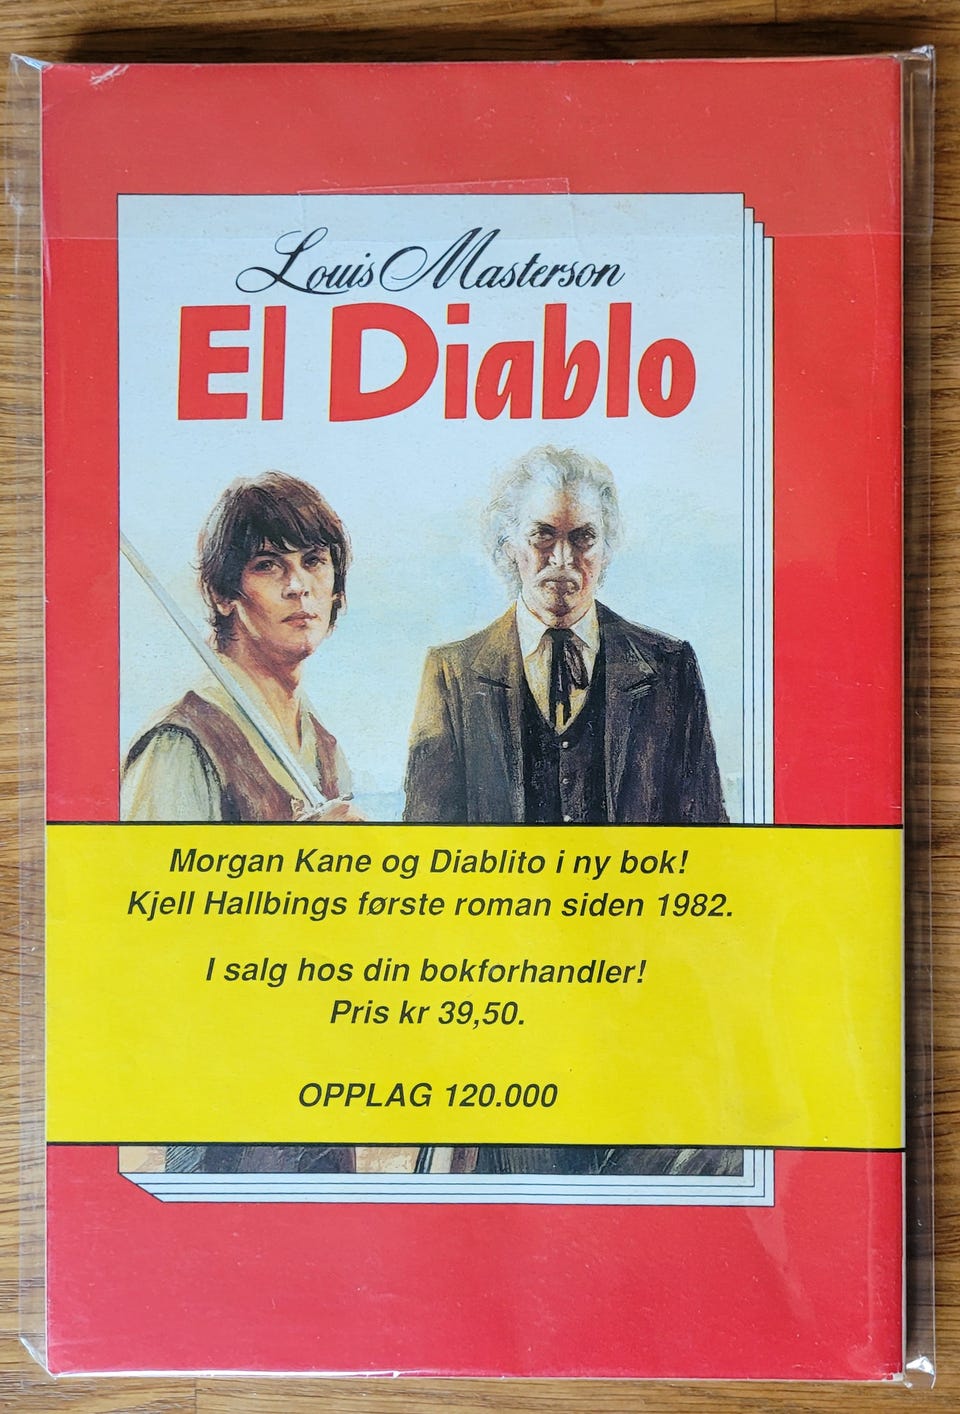 Louis Masterson
El Diablo
Morgan Kane og Diablito i ny bok!
Kjell Hallbings første roman siden 1982.
I salg hos din bokforhandler!
Pris kr 39,50.
OPPLAG 120.000